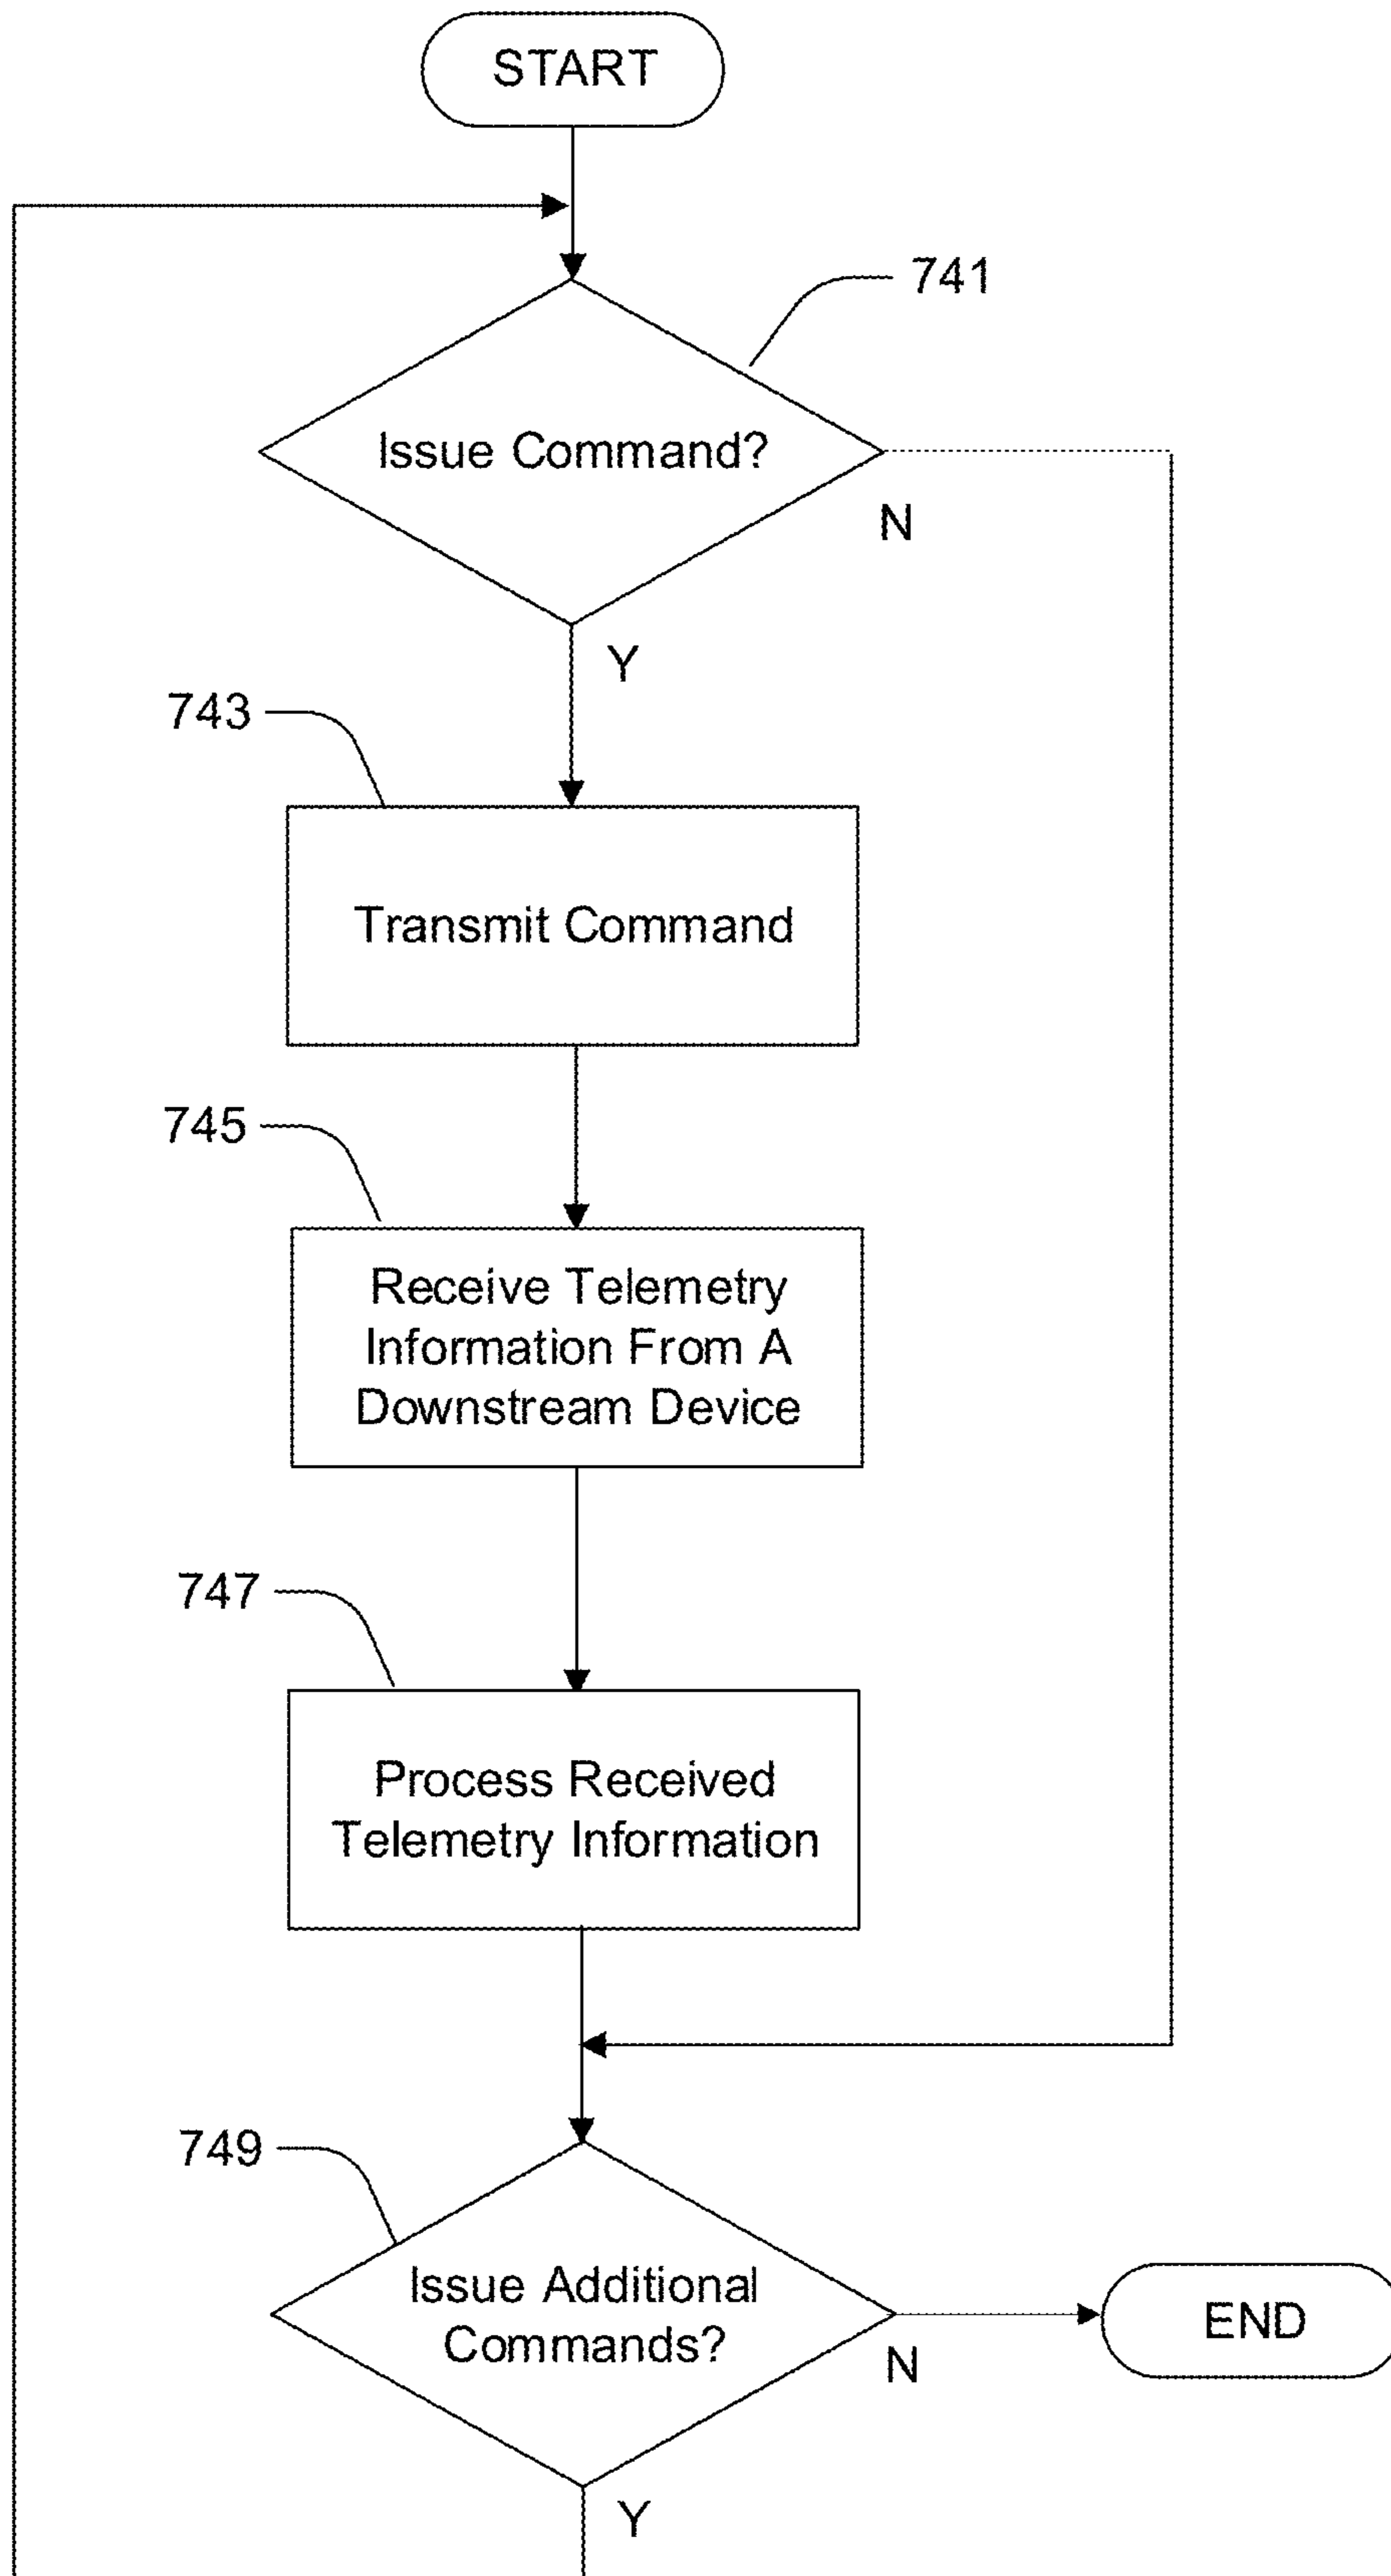 START
741
Issue Command?
N
Y
743
Transmit Command
745
Receive Telemetry
Information From A
Downstream Device
747
Process Received
Telemetry Information
749
Issue Additional
Commands?
END
N
Y